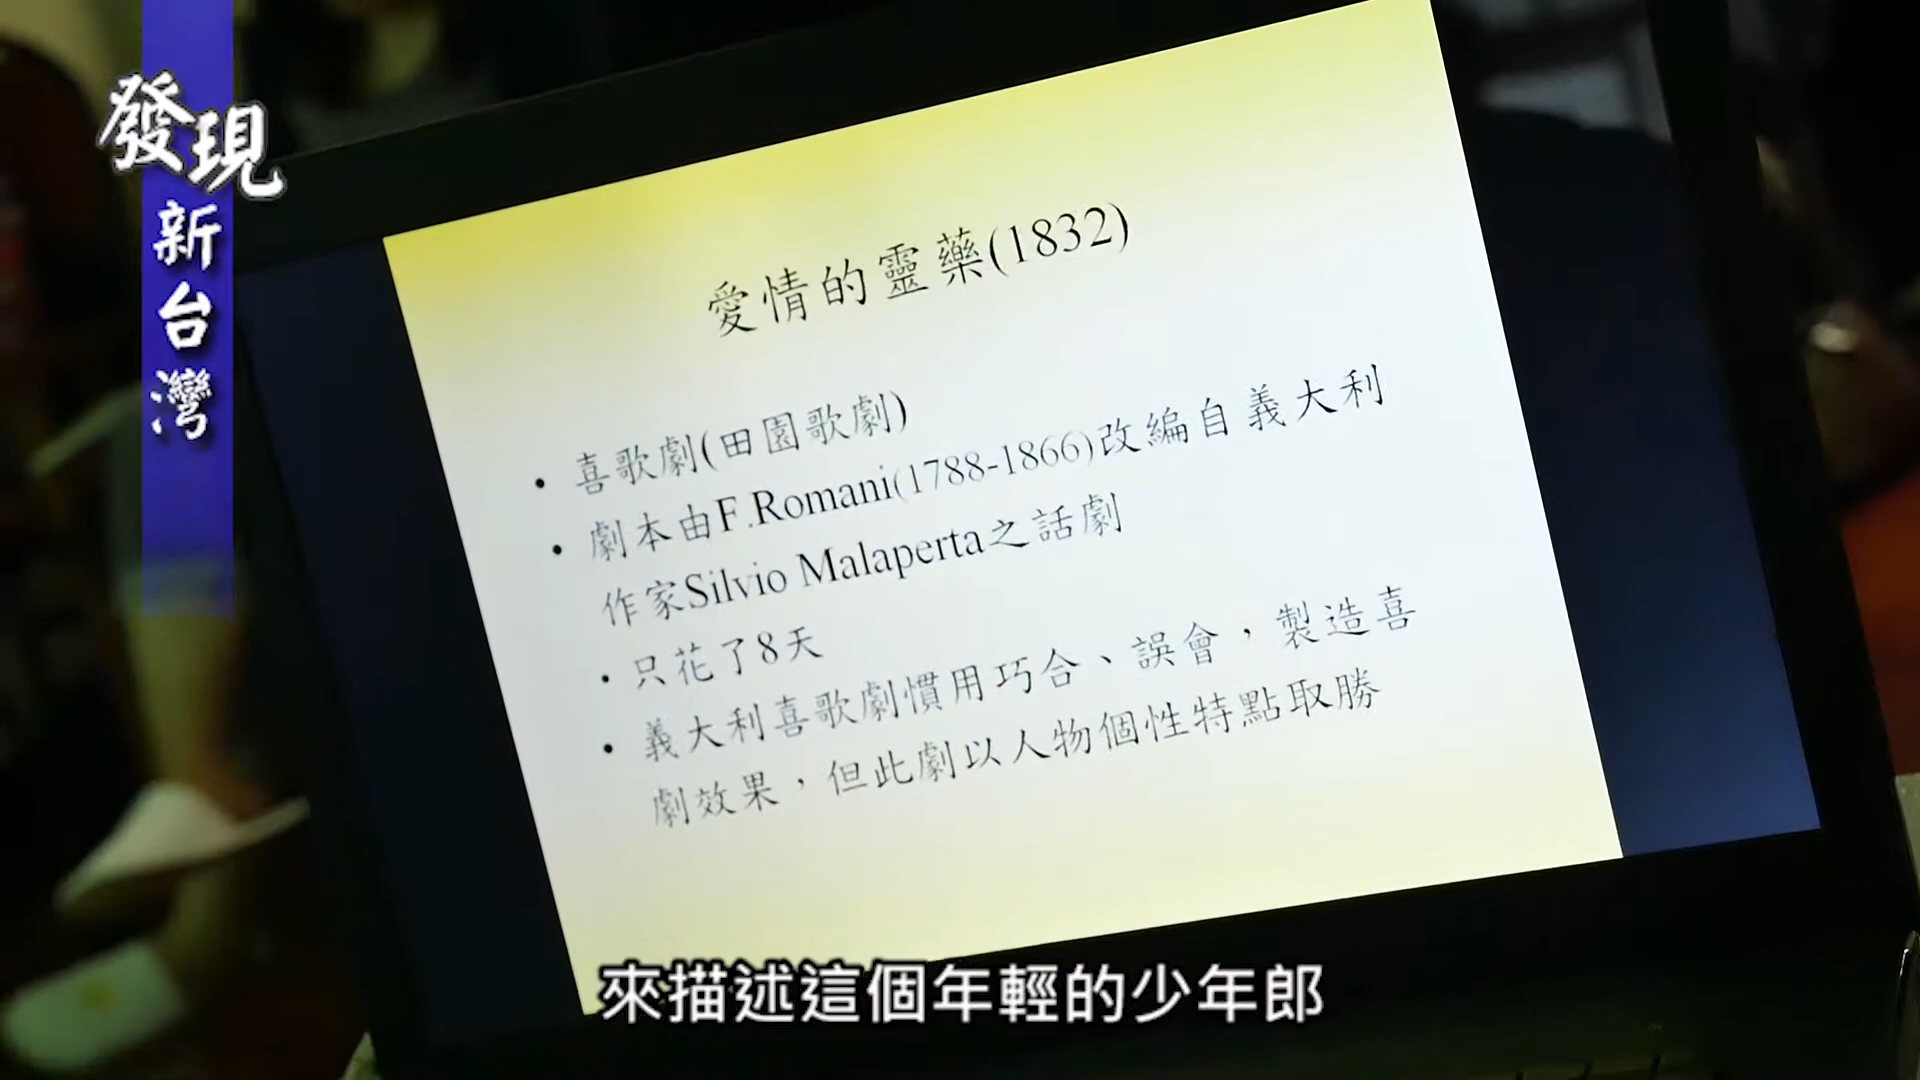 發現
新台灣
愛情的靈藥(1832)
• 喜歌劇(田園歌劇)
• 劇本由F.Romani(1788-1866)改編自義大利
作家Silvio Malaperta之話劇
• 只花了8天
• 義大利喜歌劇慣用巧合、誤會，製造喜
劇效果，但此劇以人物個性特點取勝
來描述這個年輕的少年郎